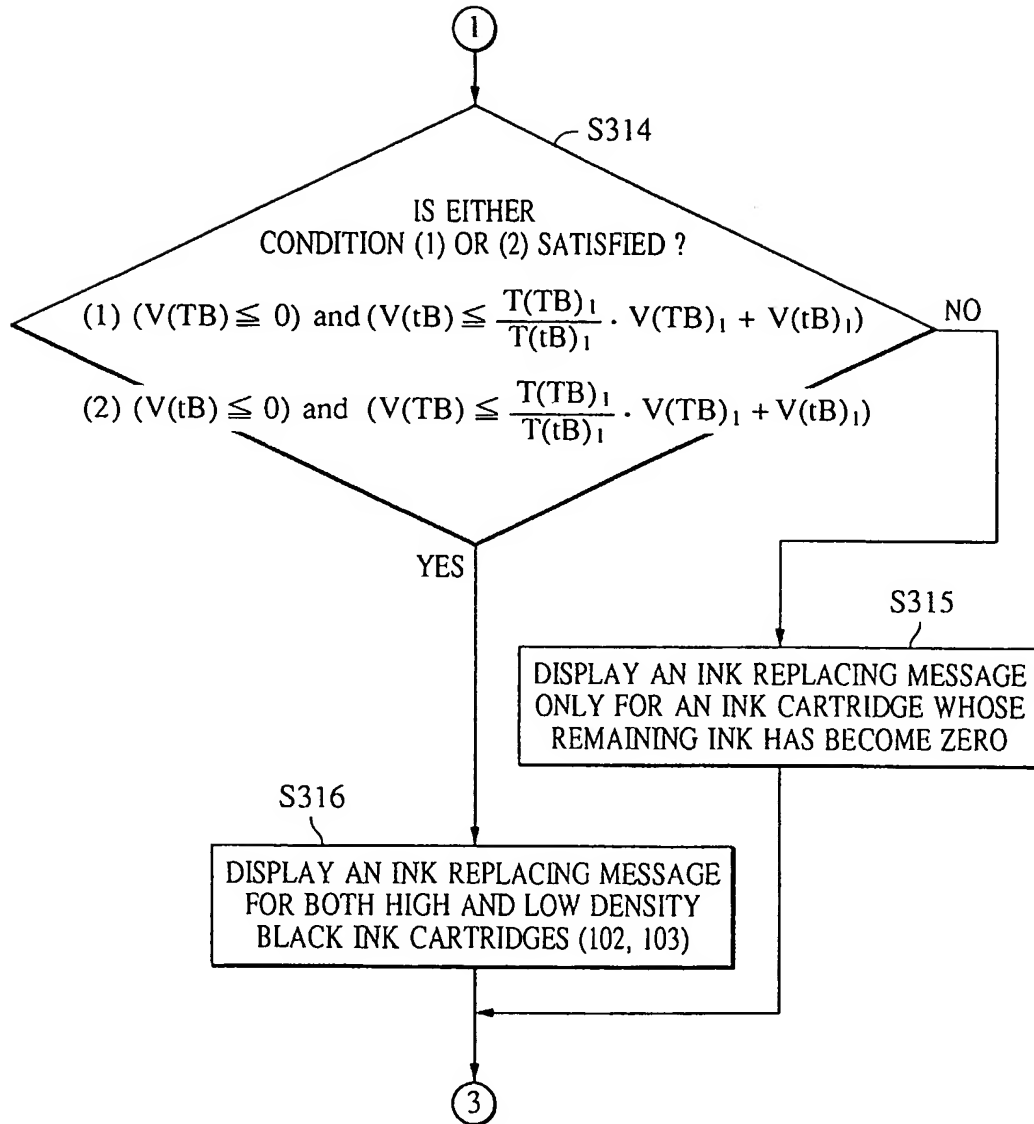 1
S314
IS EITHER
CONDITION (1) OR (2) SATISFIED ?
(1) (V(TB) ≦ 0) and (V(tB) ≦ T(TB)₁/T(tB)₁ · V(TB)₁ + V(tB)₁)
NO
(2) (V(tB) ≦ 0) and (V(TB) ≦ T(TB)₁/T(tB)₁ · V(TB)₁ + V(tB)₁)
YES
S315
DISPLAY AN INK REPLACING MESSAGE
ONLY FOR AN INK CARTRIDGE WHOSE
REMAINING INK HAS BECOME ZERO
S316
DISPLAY AN INK REPLACING MESSAGE
FOR BOTH HIGH AND LOW DENSITY
BLACK INK CARTRIDGES (102, 103)
3